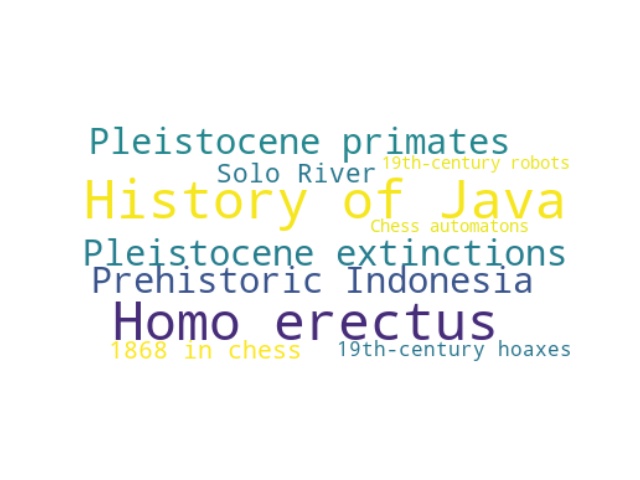 Pleistocene primates
19th-century robots
Solo River
History of Java
Chess automatons
Pleistocene extinctions
Prehistoric Indonesia
Homo erectus
1868 in chess
19th-century hoaxes